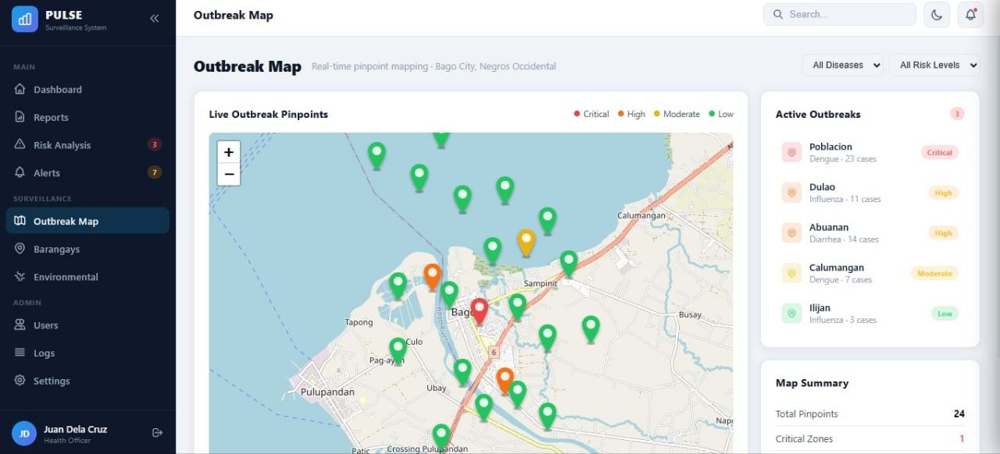 PULSE
Surveillance System
MAIN
Dashboard
Reports
Risk Analysis 3
Alerts 7
SURVEILLANCE
Outbreak Map
Barangays
Environmental
ADMIN
Users
Logs
Settings
JD
Juan Dela Cruz
Health Officer
Outbreak Map
Search...
Outbreak Map Real-time pinpoint mapping · Bago City, Negros Occidental
All Diseases All Risk Levels
Live Outbreak Pinpoints
Critical High Moderate Low
+
−
Calumangan
Sampinit
Bago
Bago River
Busay
Tapong
Culo
6
Ubay
Pulupandan
Crossing Pulupandan
Active Outbreaks 3
Poblacion
Dengue · 23 cases
Critical
Dulao
Influenza · 11 cases
High
Abuanan
Diarrhea · 14 cases
High
Calumangan
Dengue · 7 cases
Moderate
Ilijan
Influenza · 3 cases
Low
Map Summary
Total Pinpoints 24
Critical Zones 1